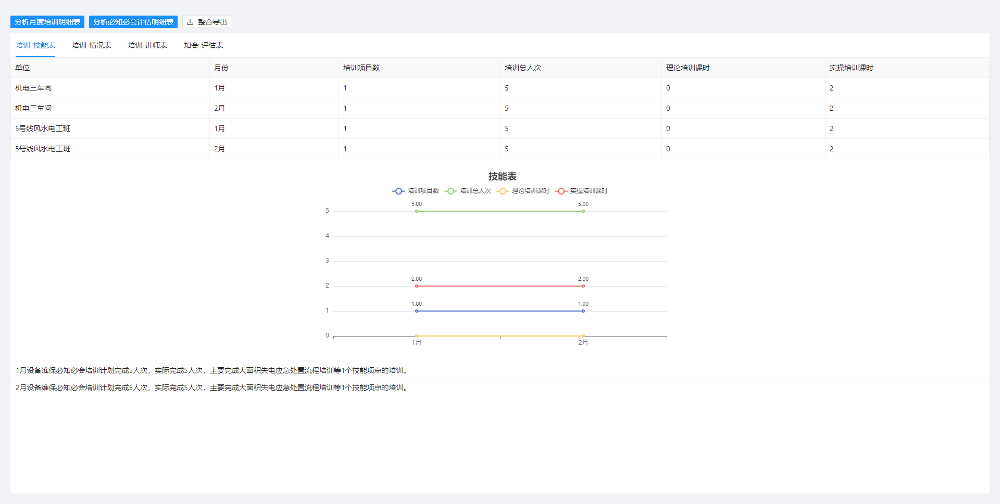 分析月度培训明细表 分析必知必会评估明细表 整合导出
培训-技能表 培训-情况表 培训-讲师表 知会-评估表
单位 月份 培训项目数 培训总人次 理论培训课时 实操培训课时
机电三车间 1月 1 5 0 2
机电三车间 2月 1 5 0 2
5号线风水电工班 1月 1 5 0 2
5号线风水电工班 2月 1 5 0 2
技能表
培训项目数 培训总人次 理论培训课时 实操培训课时
5.00 5.00
5
4
3
2.00 2.00
2
1.00 1.00
1
0
1月 2月
1月设备维保必知必会培训计划完成5人次，实际完成5人次，主要完成大面积失电应急处置流程培训等1个技能项点的培训。
2月设备维保必知必会培训计划完成5人次，实际完成5人次，主要完成大面积失电应急处置流程培训等1个技能项点的培训。